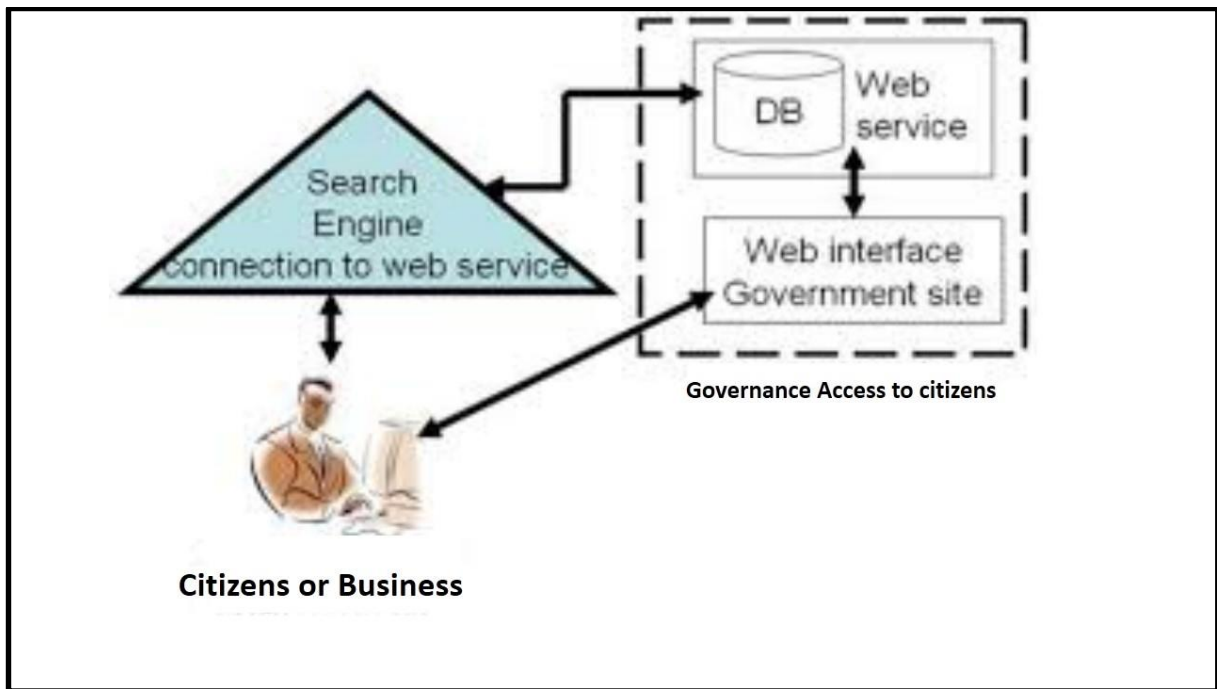 DB
Web
service
Search
Engine
connection to web service
Web interface
Government site
Governance Access to citizens
Citizens or Business